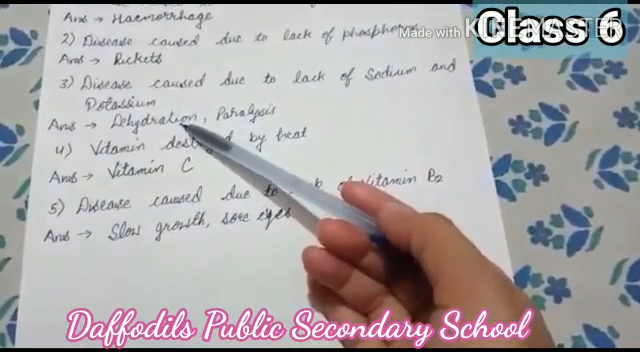 Ans → Haemorrhage
2) Disease caused due to lack of phosphorus
Ans → Rickets
3) Disease caused due to lack of Sodium and
Potassium
Ans → Dehydration, Paralysis
4) Vitamin by heat
Ans → Vitamin C
5) Disease caused due to Vitamin B2
Ans → Slow growth, sore eyes
Made with KINEMASTER
Class 6
Daffodils Public Secondary School